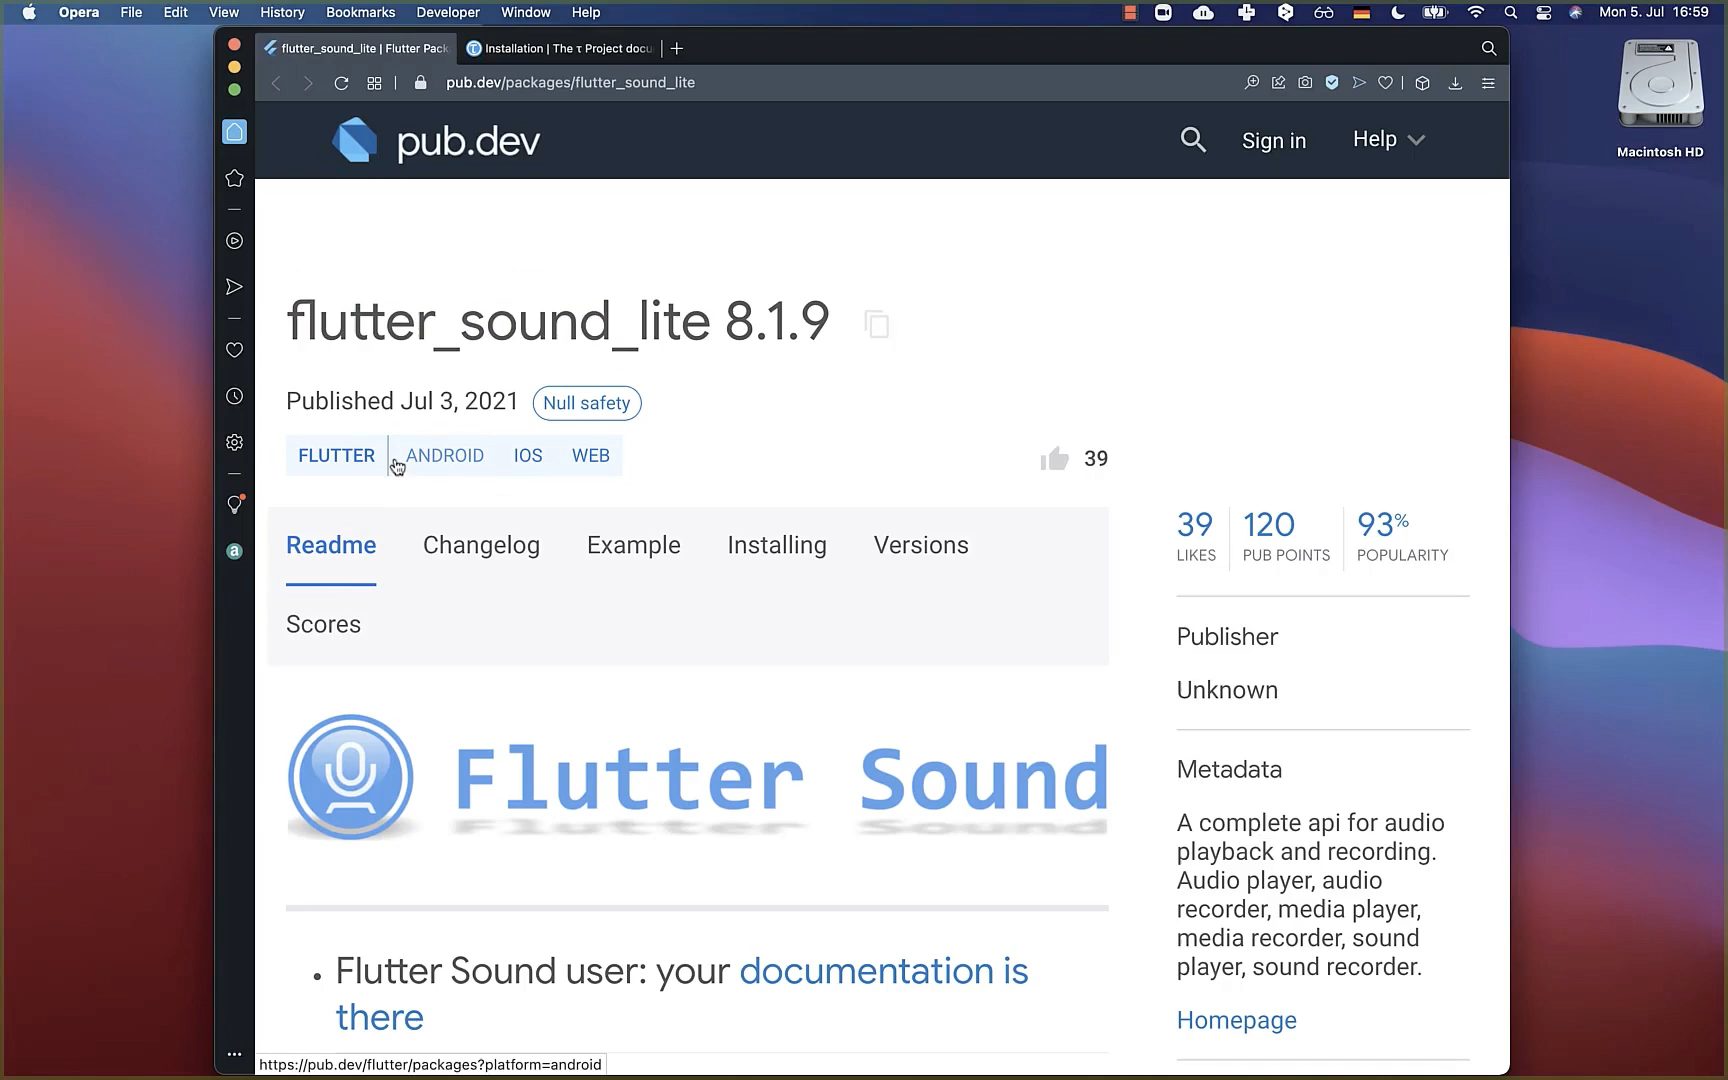 Opera File Edit View History Bookmarks Developer Window Help Mon 5. Jul 16:59
flutter_sound_lite | Flutter Pack Installation | The τ Project docu
pub.dev/packages/flutter_sound_lite
pub.dev Sign in Help
Macintosh HD
flutter_sound_lite 8.1.9
Published Jul 3, 2021 Null safety
FLUTTER ANDROID IOS WEB
39
Readme Changelog Example Installing Versions
Scores
39 120 93%
LIKES PUB POINTS POPULARITY
Publisher
Unknown
Metadata
A complete api for audio
playback and recording.
Audio player, audio
recorder, media player,
media recorder, sound
player, sound recorder.
Homepage
Flutter Sound
• Flutter Sound user: your documentation is
there
a
https://pub.dev/flutter/packages?platform=android